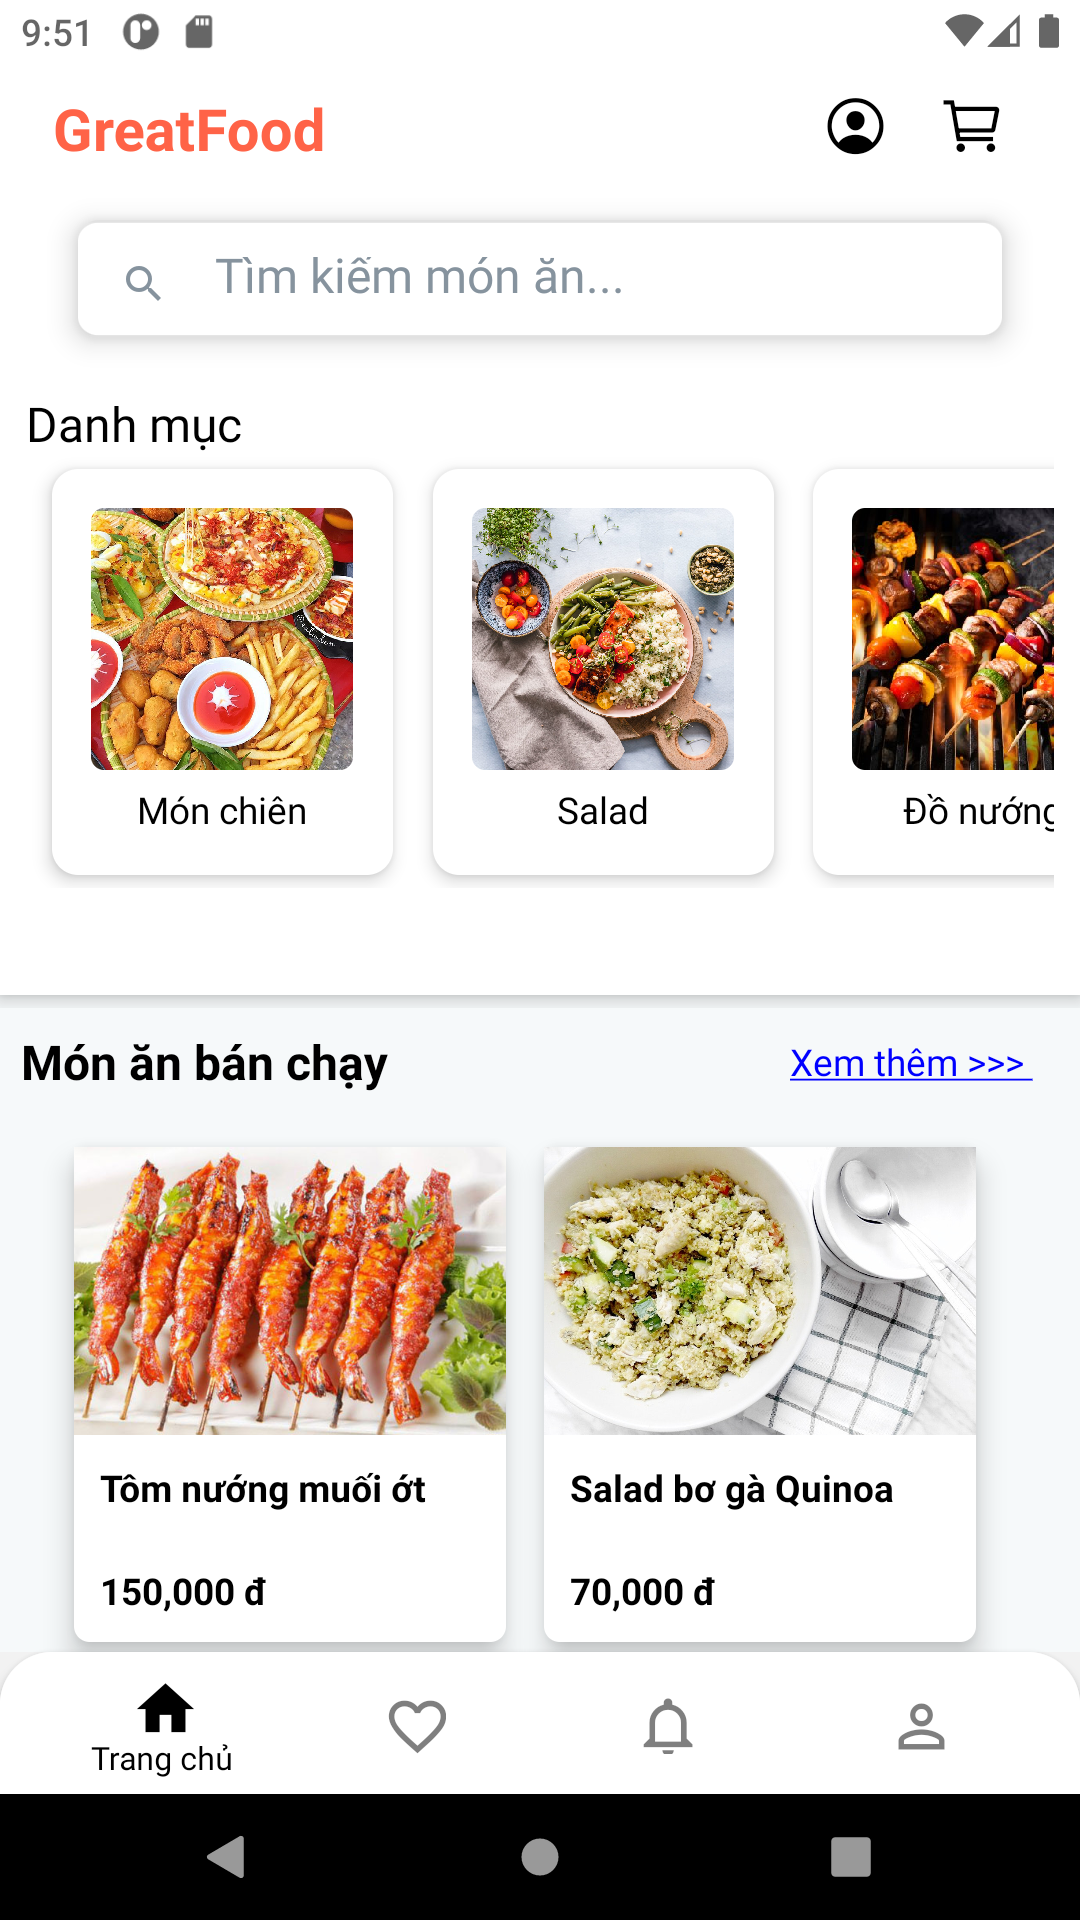 9:51
GreatFood
Tìm kiếm món ăn...
Danh mục
Món chiên
Salad
Đồ nướng
Món ăn bán chạy
Xem thêm >>>
Tôm nướng muối ớt
Salad bơ gà Quinoa
150,000 đ
70,000 đ
Trang chủ